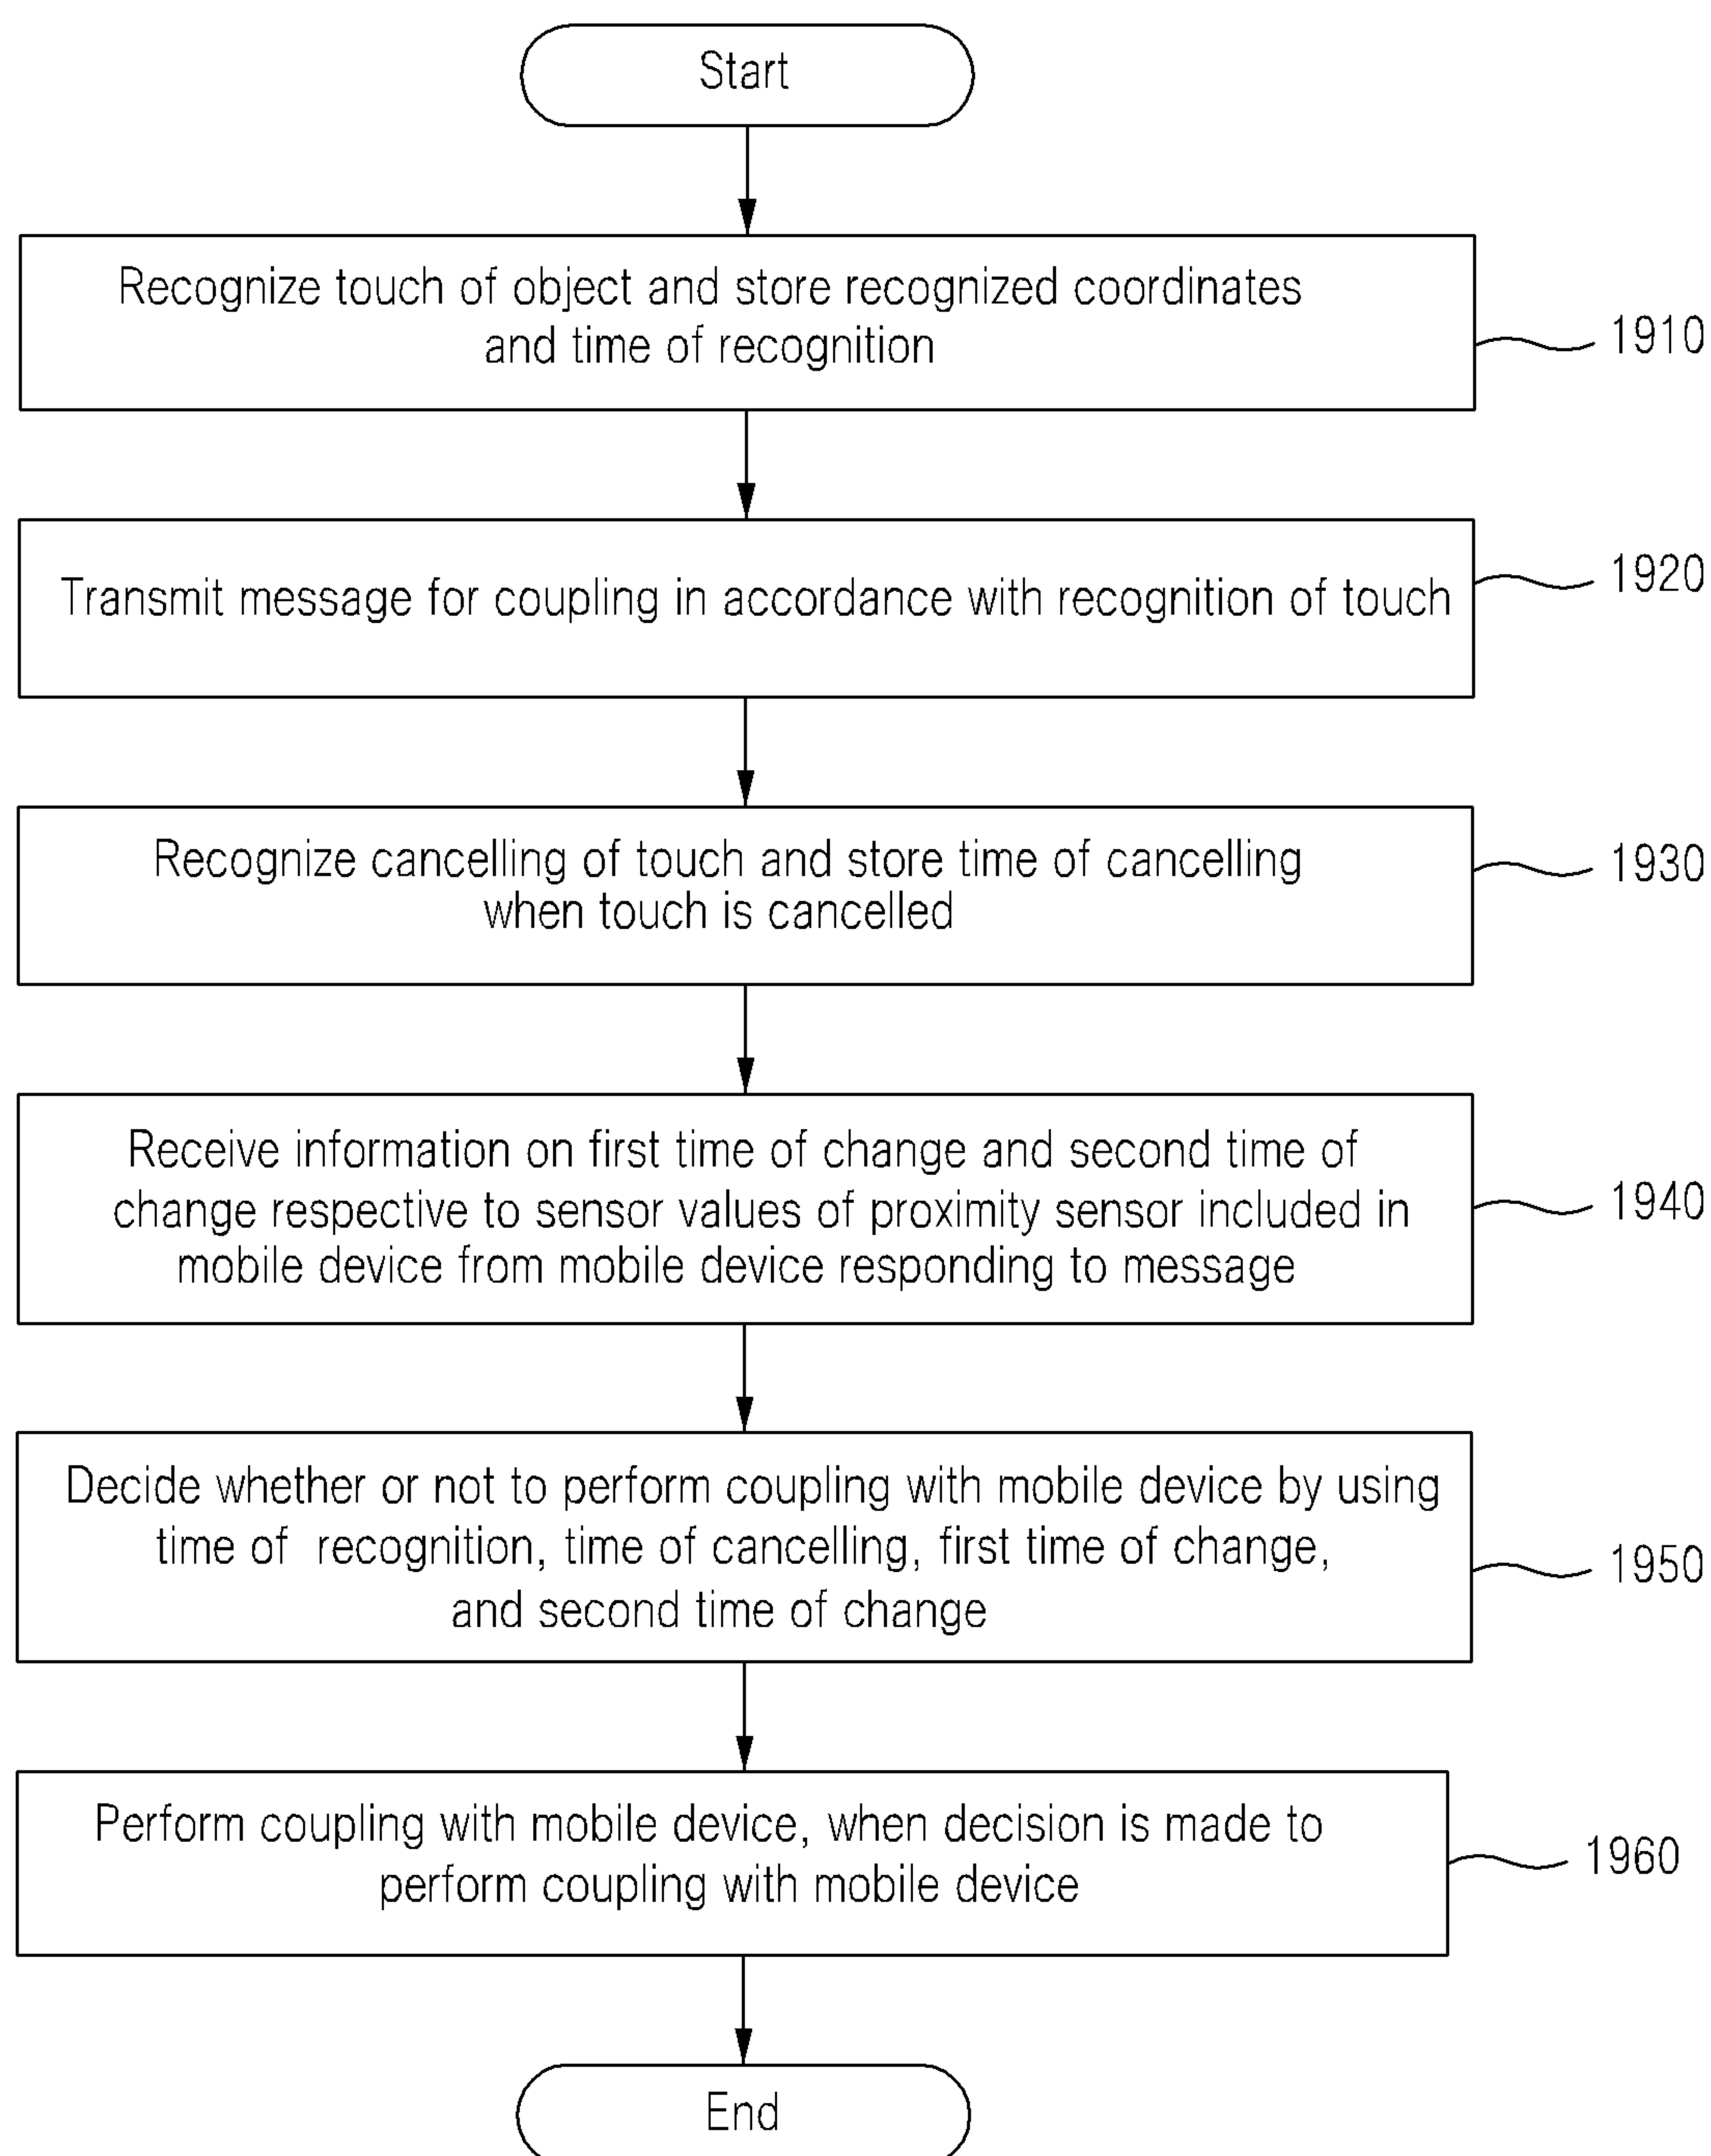 Start
Recognize touch of object and store recognized coordinates
and time of recognition
1910
Transmit message for coupling in accordance with recognition of touch
1920
Recognize cancelling of touch and store time of cancelling
when touch is cancelled
1930
Receive information on first time of change and second time of
change respective to sensor values of proximity sensor included in
mobile device from mobile device responding to message
1940
Decide whether or not to perform coupling with mobile device by using
time of recognition, time of cancelling, first time of change,
and second time of change
1950
Perform coupling with mobile device, when decision is made to
perform coupling with mobile device
1960
End